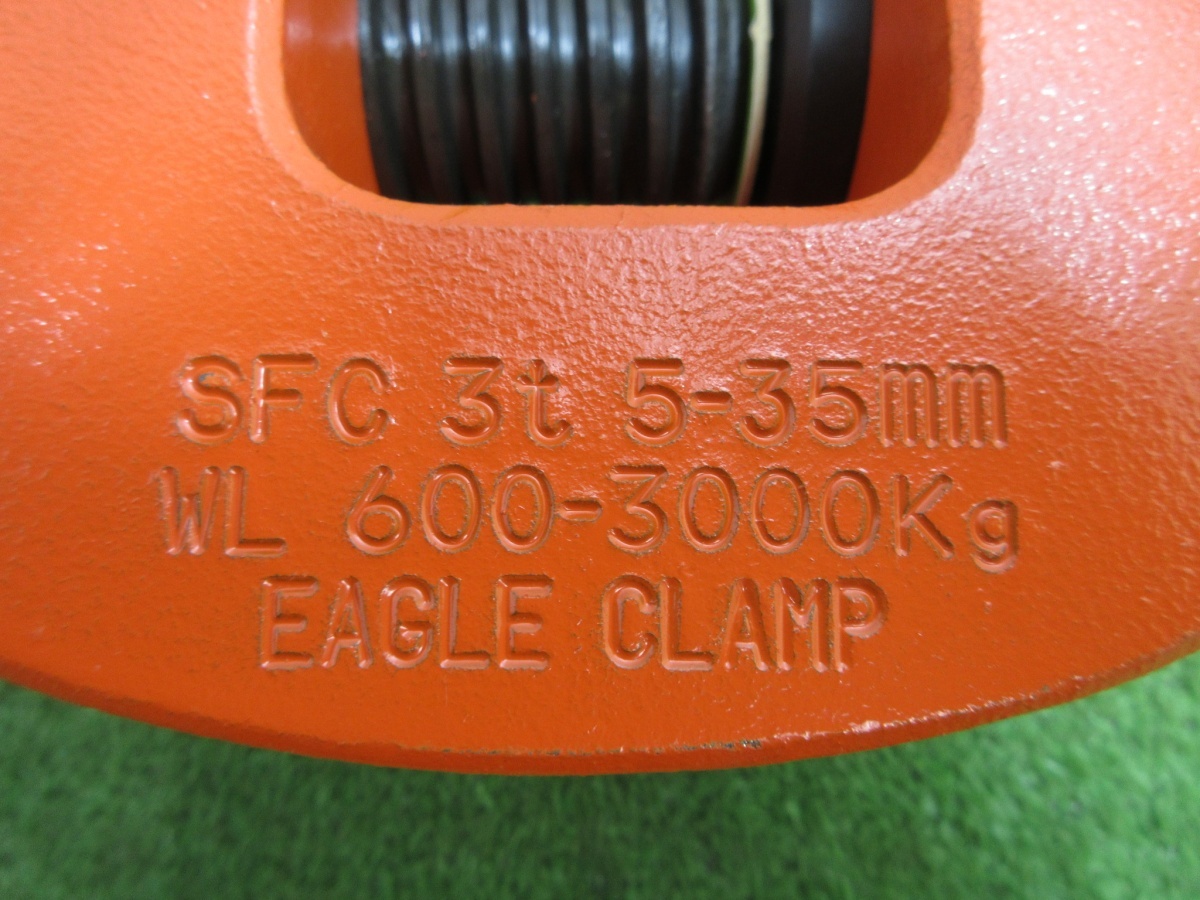 SFC 3t 5-35mm
WL 600-3000Kg
EAGLE CLAMP